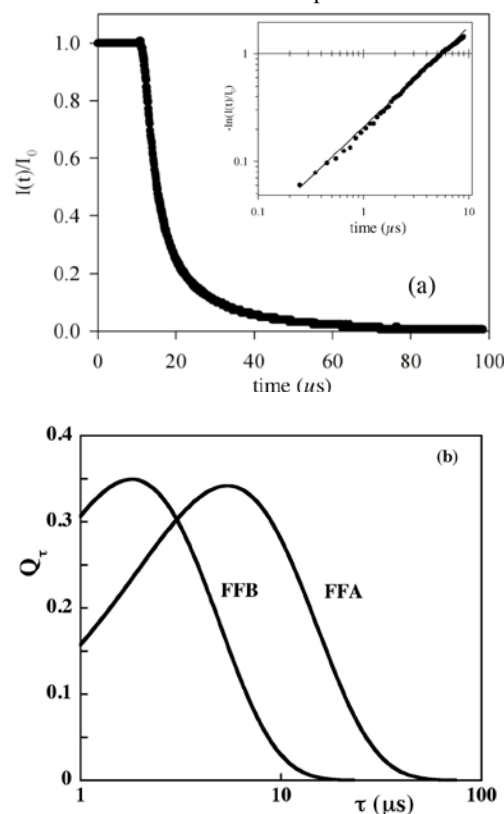 1.0
0.8
0.6
0.4
0.2
0.0
I(t)/I₀
0
20
40
60
80
100
time (μs)
(a)
1
0.1
-ln(I(t)/I₀)
0.1
1
10
time (μs)
(b)
0.4
0.3
0.2
0.1
0
Qτ
FFB
FFA
1
10
100
τ (μs)